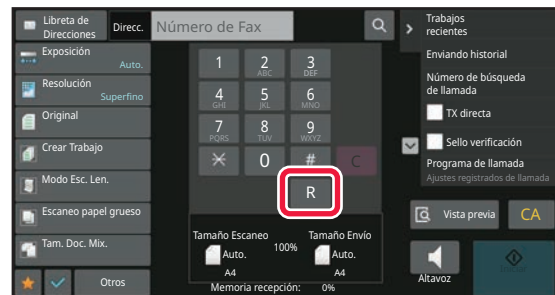 Libreta de
Direcciones
Direcc.
Número de Fax
Trabajos
recientes
Exposición
Auto.
Resolución
Superfino
Original
Crear Trabajo
Modo Esc. Len.
Escaneo papel grueso
Tam. Doc. Mix.
Otros
1
2
ABC
3
DEF
4
GHI
5
JKL
6
MNO
7
PQRS
8
TUV
9
WXYZ
0
#
C
R
Tamaño Escaneo
Tamaño Envío
Auto.
100%
Auto.
A4
A4
Memoria recepción: 0%
Enviando historial
Número de búsqueda
de llamada
TX directa
Sello verificación
Programa de llamada
Ajustes registrados de llamada
Vista previa
CA
Altavoz